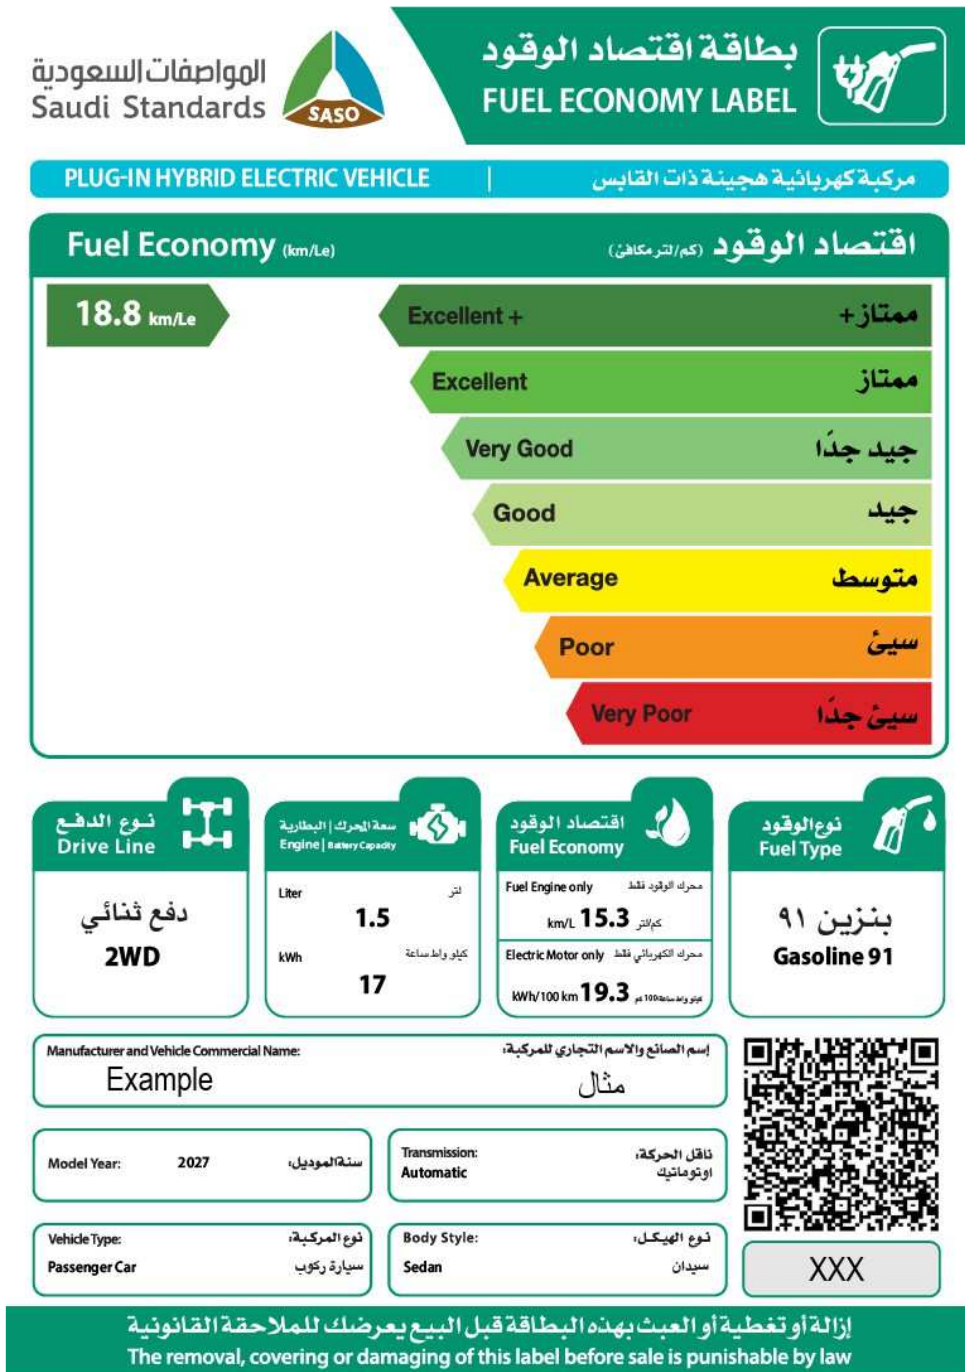 المواصفات السعودية
Saudi Standards
SASO
بطاقة اقتصاد الوقود
FUEL ECONOMY LABEL
PLUG-IN HYBRID ELECTRIC VEHICLE | مركبة كهربائية هجينة ذات القابس
Fuel Economy (km/Le) اقتصاد الوقود (كم/لتر مكافئ)
18.8 km/Le
Excellent + ممتاز+
Excellent ممتاز
Very Good جيد جدًا
Good جيد
Average متوسط
Poor سيئ
Very Poor سيئ جدًا
نوع الدفع
Drive Line
دفع ثنائي
2WD
سعة المحرك | البطارية
Engine | Battery Capacity
Liter لتر
1.5
kWh كيلو واط ساعة
17
اقتصاد الوقود
Fuel Economy
Fuel Engine only محرك الوقود فقط
km/L 15.3 كم/لتر
Electric Motor only محرك الكهربائي فقط
kWh/100 km 19.3 كيلو واط ساعة/100 كم
نوع الوقود
Fuel Type
بنزين ٩١
Gasoline 91
Manufacturer and Vehicle Commercial Name: إسم الصانع والاسم التجاري للمركبة:
Example مثال
Model Year: 2027 سنة الموديل:
Transmission: ناقل الحركة:
Automatic اوتوماتيك
Vehicle Type: نوع المركبة:
Passenger Car سيارة ركوب
Body Style: نوع الهيكل:
Sedan سيدان
XXX
إزالة أو تغطية أو العبث بهذه البطاقة قبل البيع يعرضك للملاحقة القانونية
The removal, covering or damaging of this label before sale is punishable by law